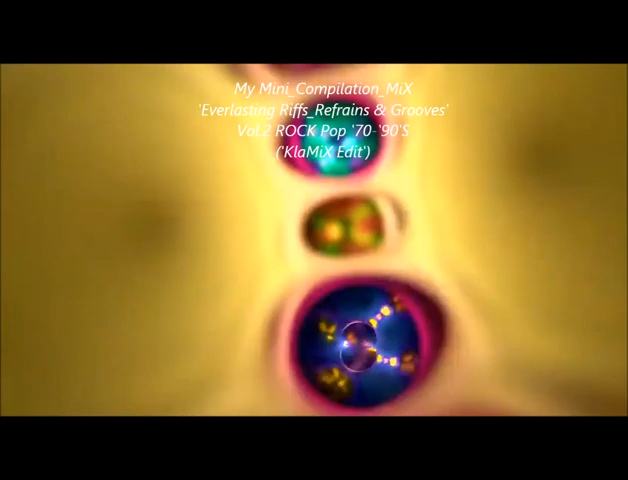 My Mini_Compilation_MiX
'Everlasting Riffs_Refrains & Grooves'
Vol.2 ROCK Pop '70-'90'S
('KlaMiX Edit')